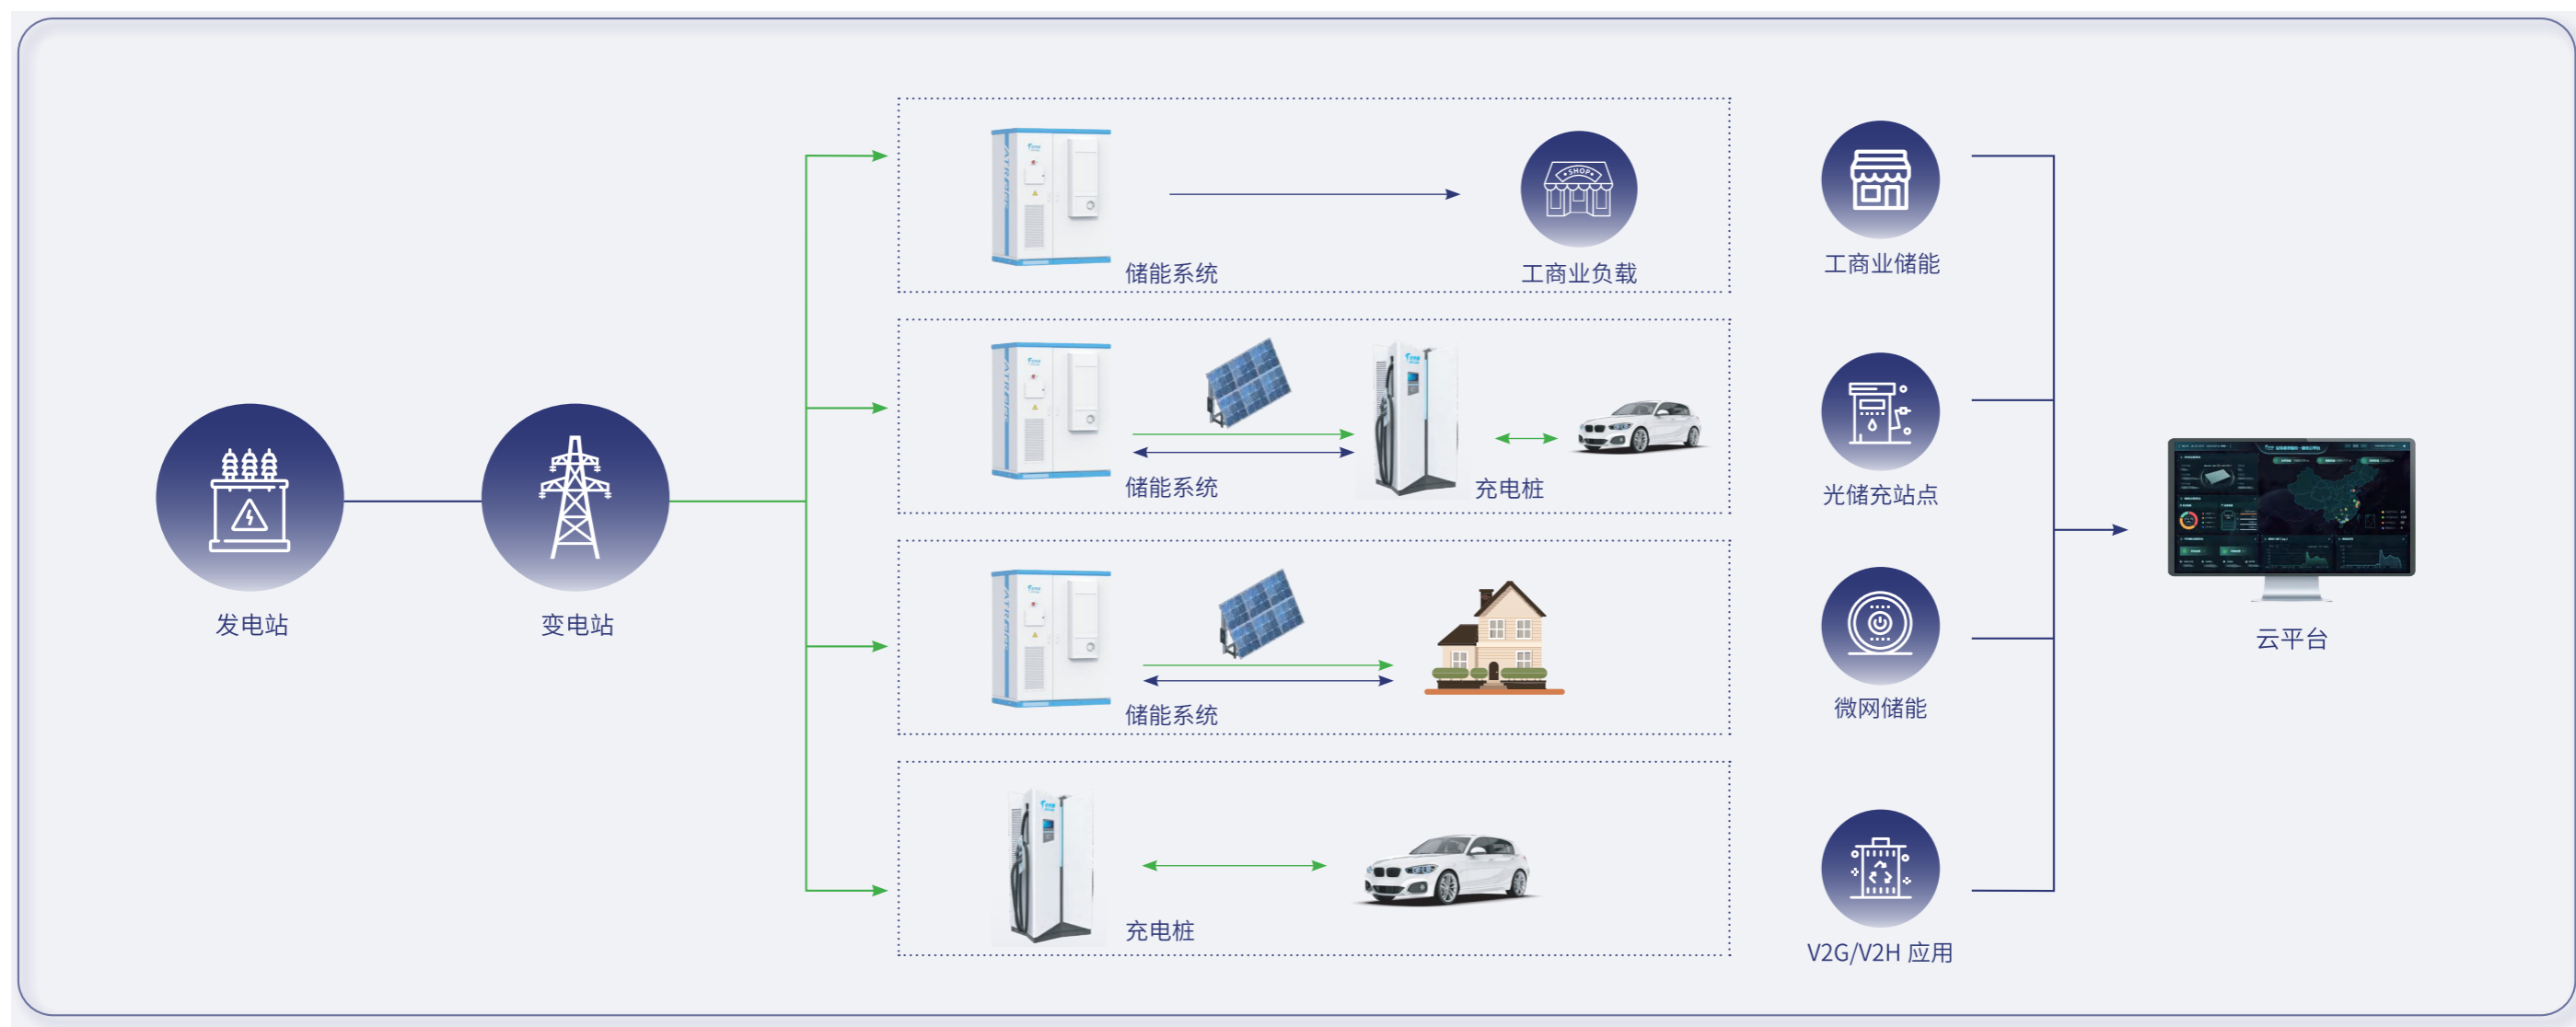 SHOP
储能系统
工商业负载
工商业储能
储能系统
充电桩
光储充站点
发电站
变电站
储能系统
微网储能
云平台
充电桩
V2G/V2H 应用